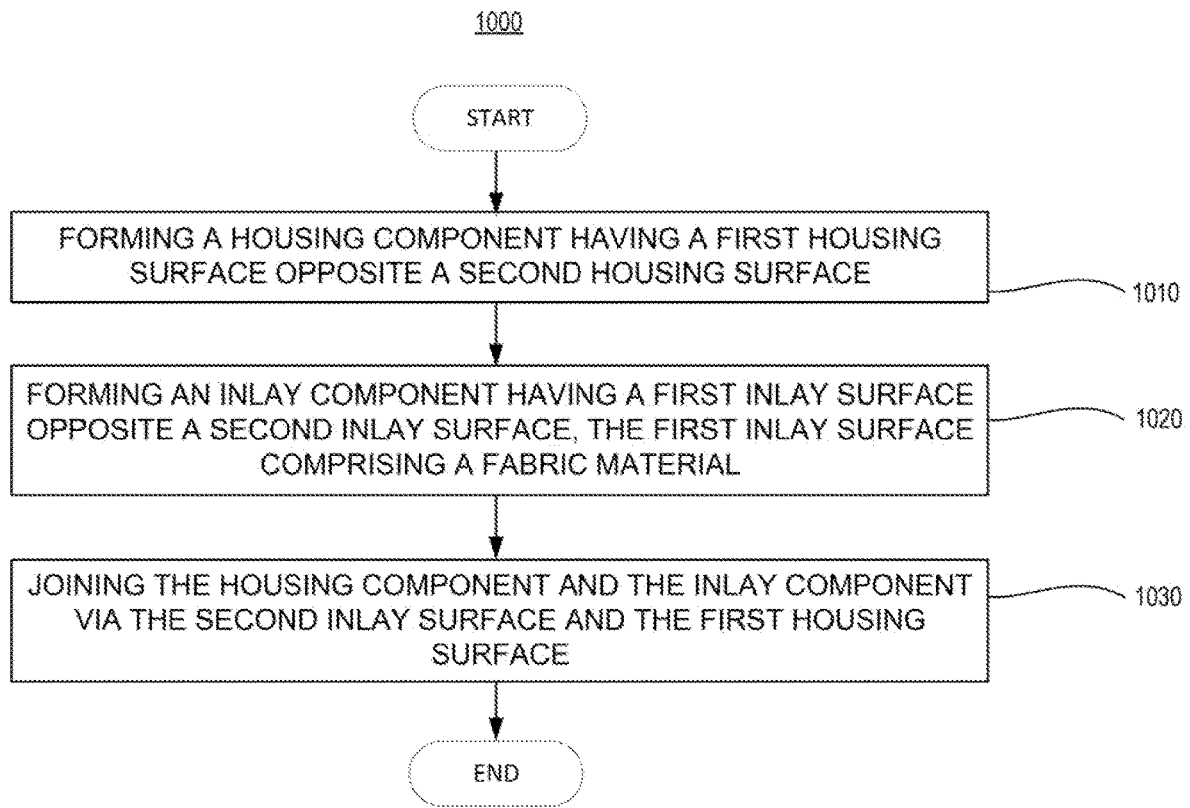 1000
START
FORMING A HOUSING COMPONENT HAVING A FIRST HOUSING
SURFACE OPPOSITE A SECOND HOUSING SURFACE
1010
FORMING AN INLAY COMPONENT HAVING A FIRST INLAY SURFACE
OPPOSITE A SECOND INLAY SURFACE, THE FIRST INLAY SURFACE
COMPRISING A FABRIC MATERIAL
1020
JOINING THE HOUSING COMPONENT AND THE INLAY COMPONENT
VIA THE SECOND INLAY SURFACE AND THE FIRST HOUSING
SURFACE
1030
END